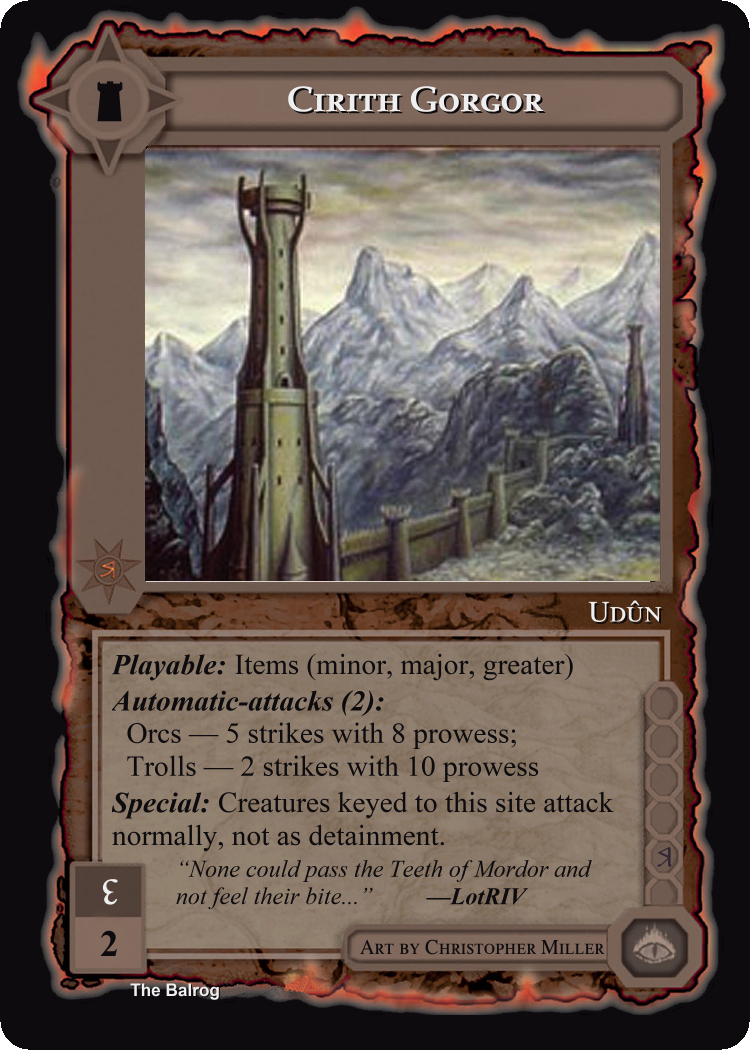 Cirith Gorgor
Udûn
Playable: Items (minor, major, greater)
Automatic-attacks (2):
Orcs — 5 strikes with 8 prowess;
Trolls — 2 strikes with 10 prowess
Special: Creatures keyed to this site attack
normally, not as detainment.
“None could pass the Teeth of Mordor and
not feel their bite...” —LotRIV
2
Art by Christopher Miller
The Balrog